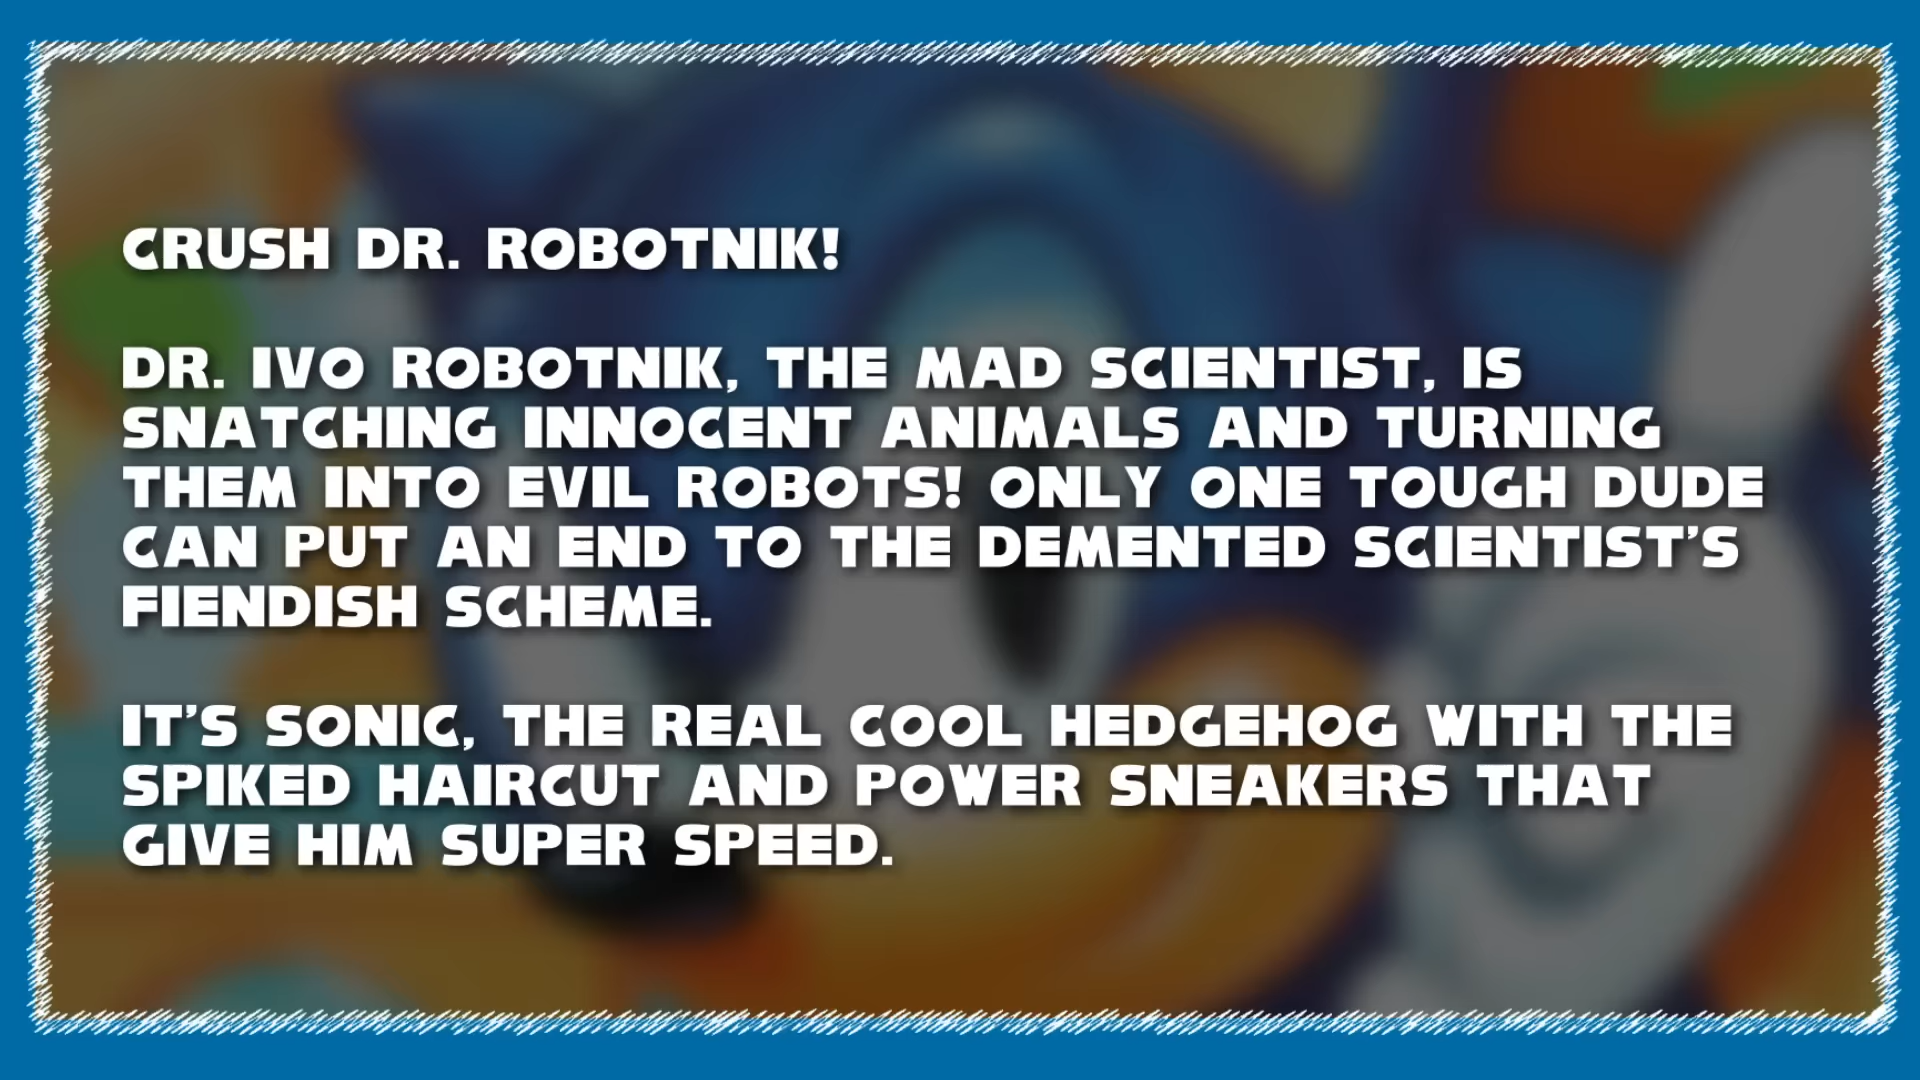 CRUSH DR. ROBOTNIK!
DR. IVO ROBOTNIK, THE MAD SCIENTIST, IS
SNATCHING INNOCENT ANIMALS AND TURNING
THEM INTO EVIL ROBOTS! ONLY ONE TOUGH DUDE
CAN PUT AN END TO THE DEMENTED SCIENTIST'S
FIENDISH SCHEME.
IT'S SONIC, THE REAL COOL HEDGEHOG WITH THE
SPIKED HAIRCUT AND POWER SNEAKERS THAT
GIVE HIM SUPER SPEED.